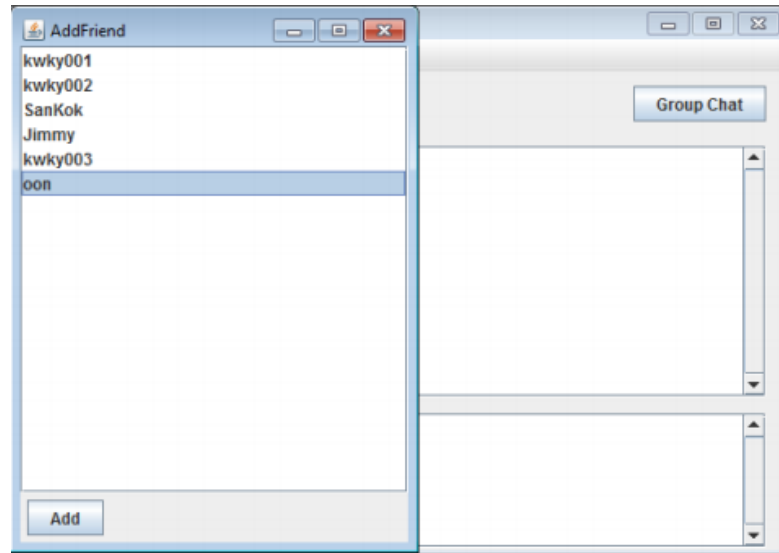 AddFriend
kwky001
kwky002
SanKok
Jimmy
kwky003
oon
Add
Group Chat